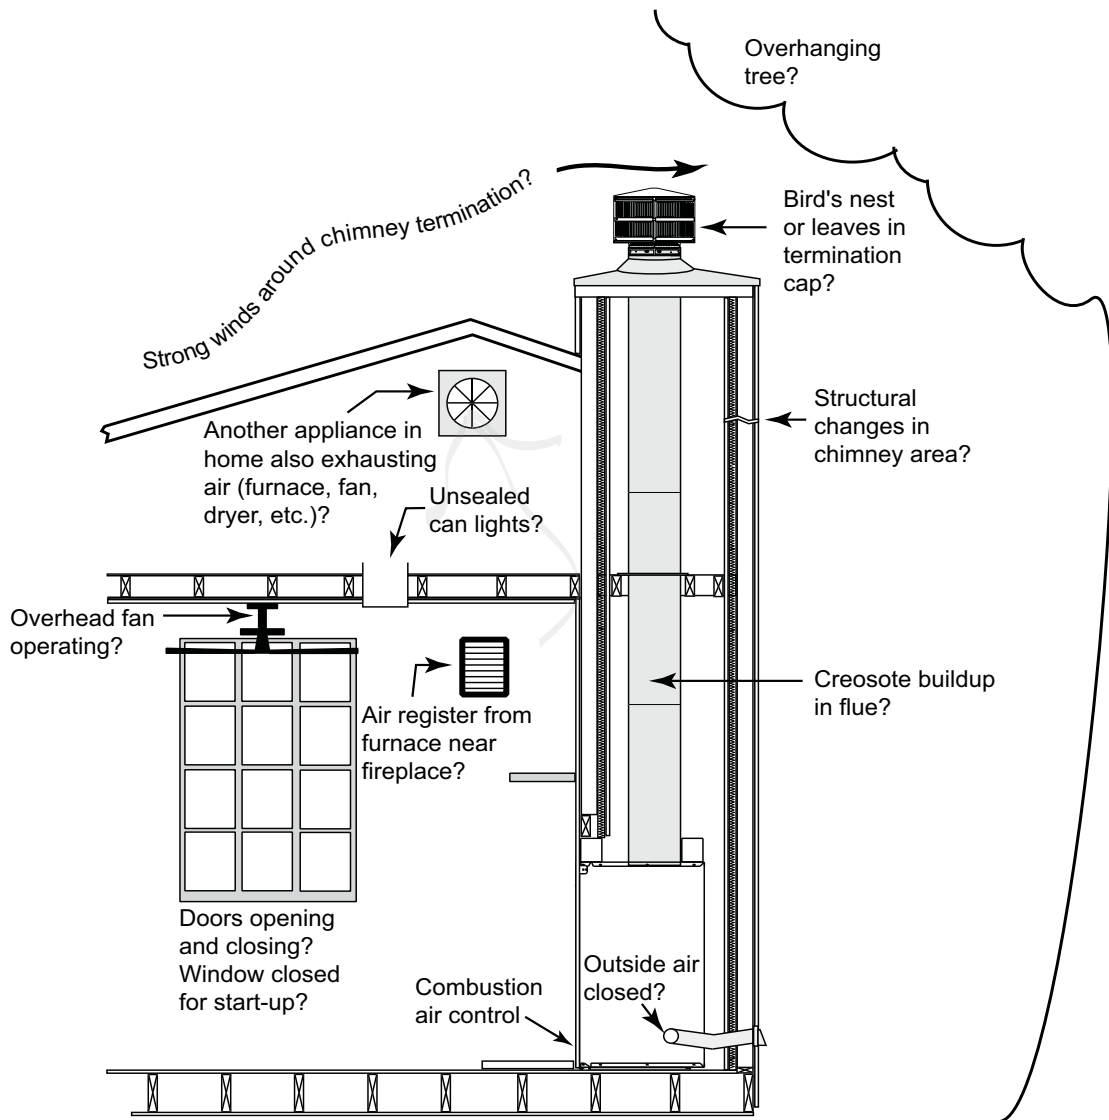 Overhanging
tree?
Strong winds around chimney termination?
Bird's nest
or leaves in
termination
cap?
Structural
changes in
chimney area?
Another appliance in
home also exhausting
air (furnace, fan,
dryer, etc.)?
Unsealed
can lights?
Overhead fan
operating?
Air register from
furnace near
fireplace?
Creosote buildup
in flue?
Doors opening
and closing?
Window closed
for start-up?
Combustion
air control
Outside air
closed?